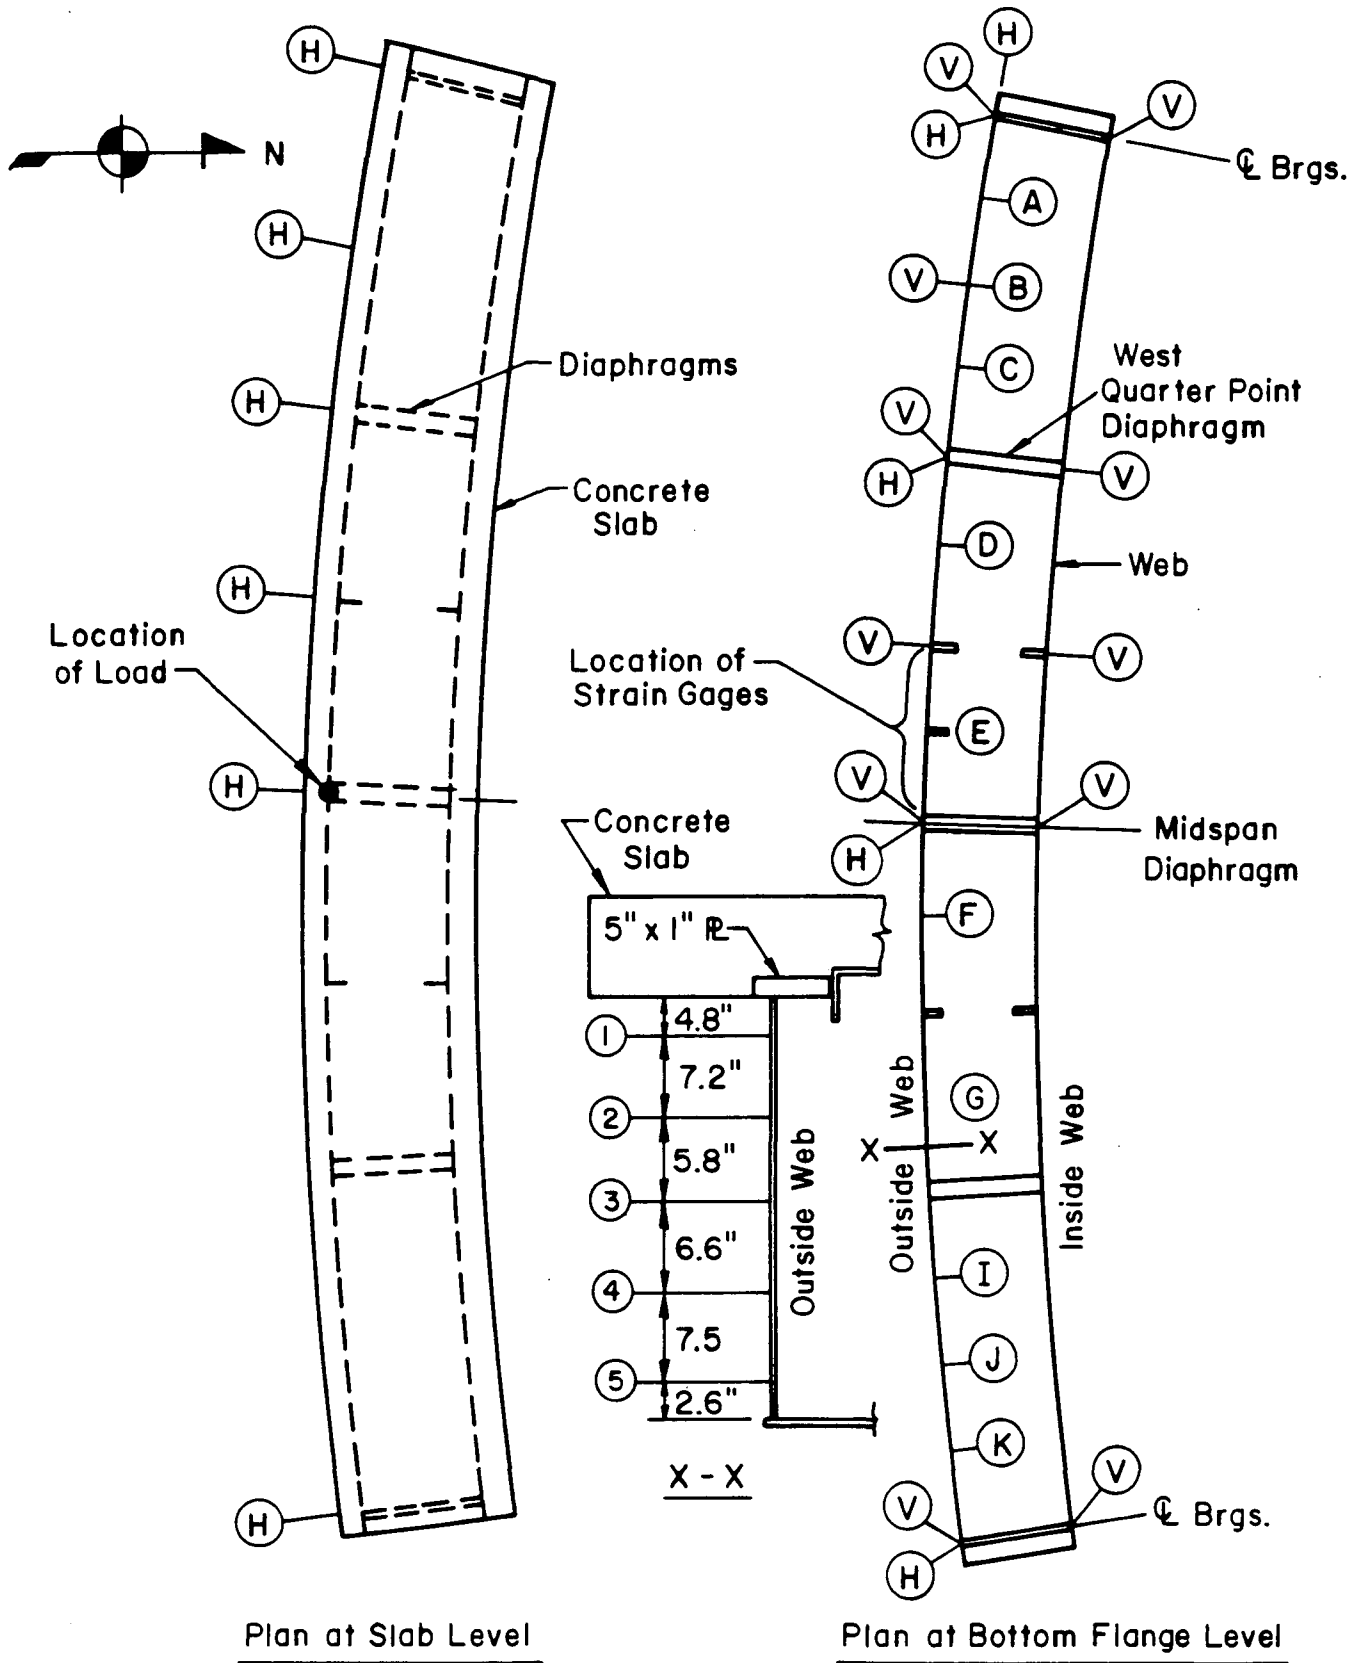 H
N
H
H
Diaphragms
Concrete
Slab
H
Location
of Load
H
H
Plan at Slab Level
H
V
V
H
℄ Brgs.
A
V
B
C
West
Quarter Point
Diaphragm
V
H
V
D
Web
V
V
Location of
Strain Gages
E
V
V
H
Midspan
Diaphragm
F
G
X
X
Outside Web
Inside Web
I
J
K
V
V
H
℄ Brgs.
Plan at Bottom Flange Level
Concrete
Slab
5" x 1" ℙL
4.8"
1
7.2"
2
5.8"
3
6.6"
4
7.5
5
2.6"
Outside Web
X - X